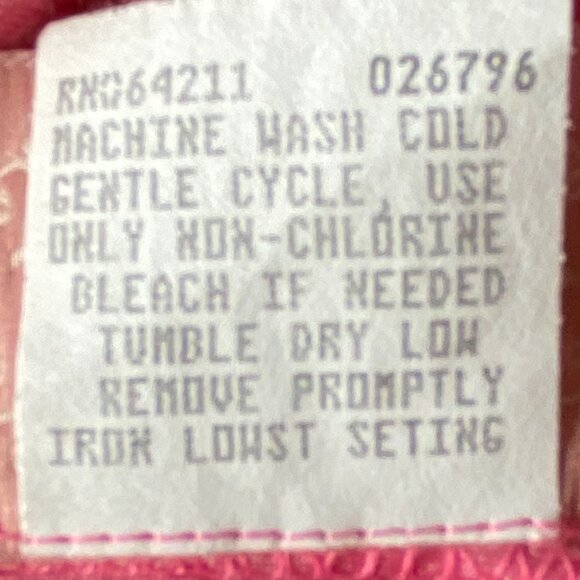 RN064211 026796
MACHINE WASH COLD
GENTLE CYCLE, USE
ONLY NON-CHLORINE
BLEACH IF NEEDED
TUMBLE DRY LOW
REMOVE PROMPTLY
IRON LOWST SETING